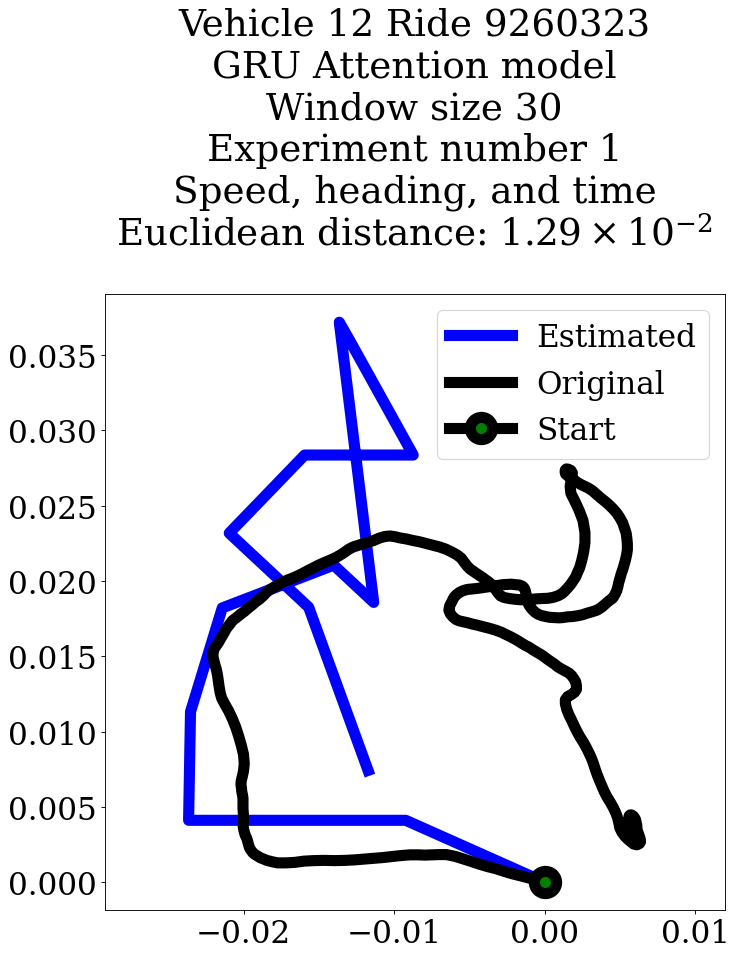 Vehicle 12 Ride 9260323
GRU Attention model
Window size 30
Experiment number 1
Speed, heading, and time
Euclidean distance: 1.29 × 10⁻²
Estimated
Original
Start
0.035
0.030
0.025
0.020
0.015
0.010
0.005
0.000
−0.02 −0.01 0.00 0.01